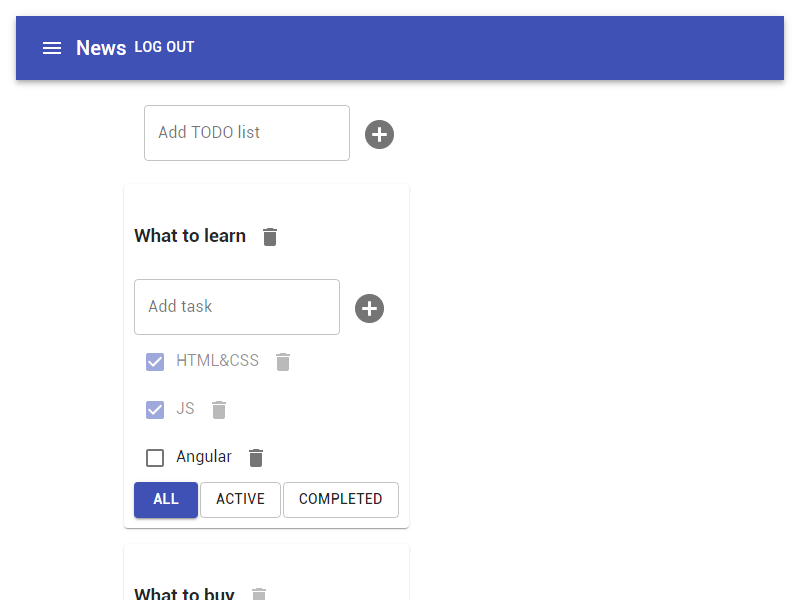 News LOG OUT
Add TODO list
What to learn
Add task
HTML&CSS
JS
Angular
ALL ACTIVE COMPLETED
What to buy